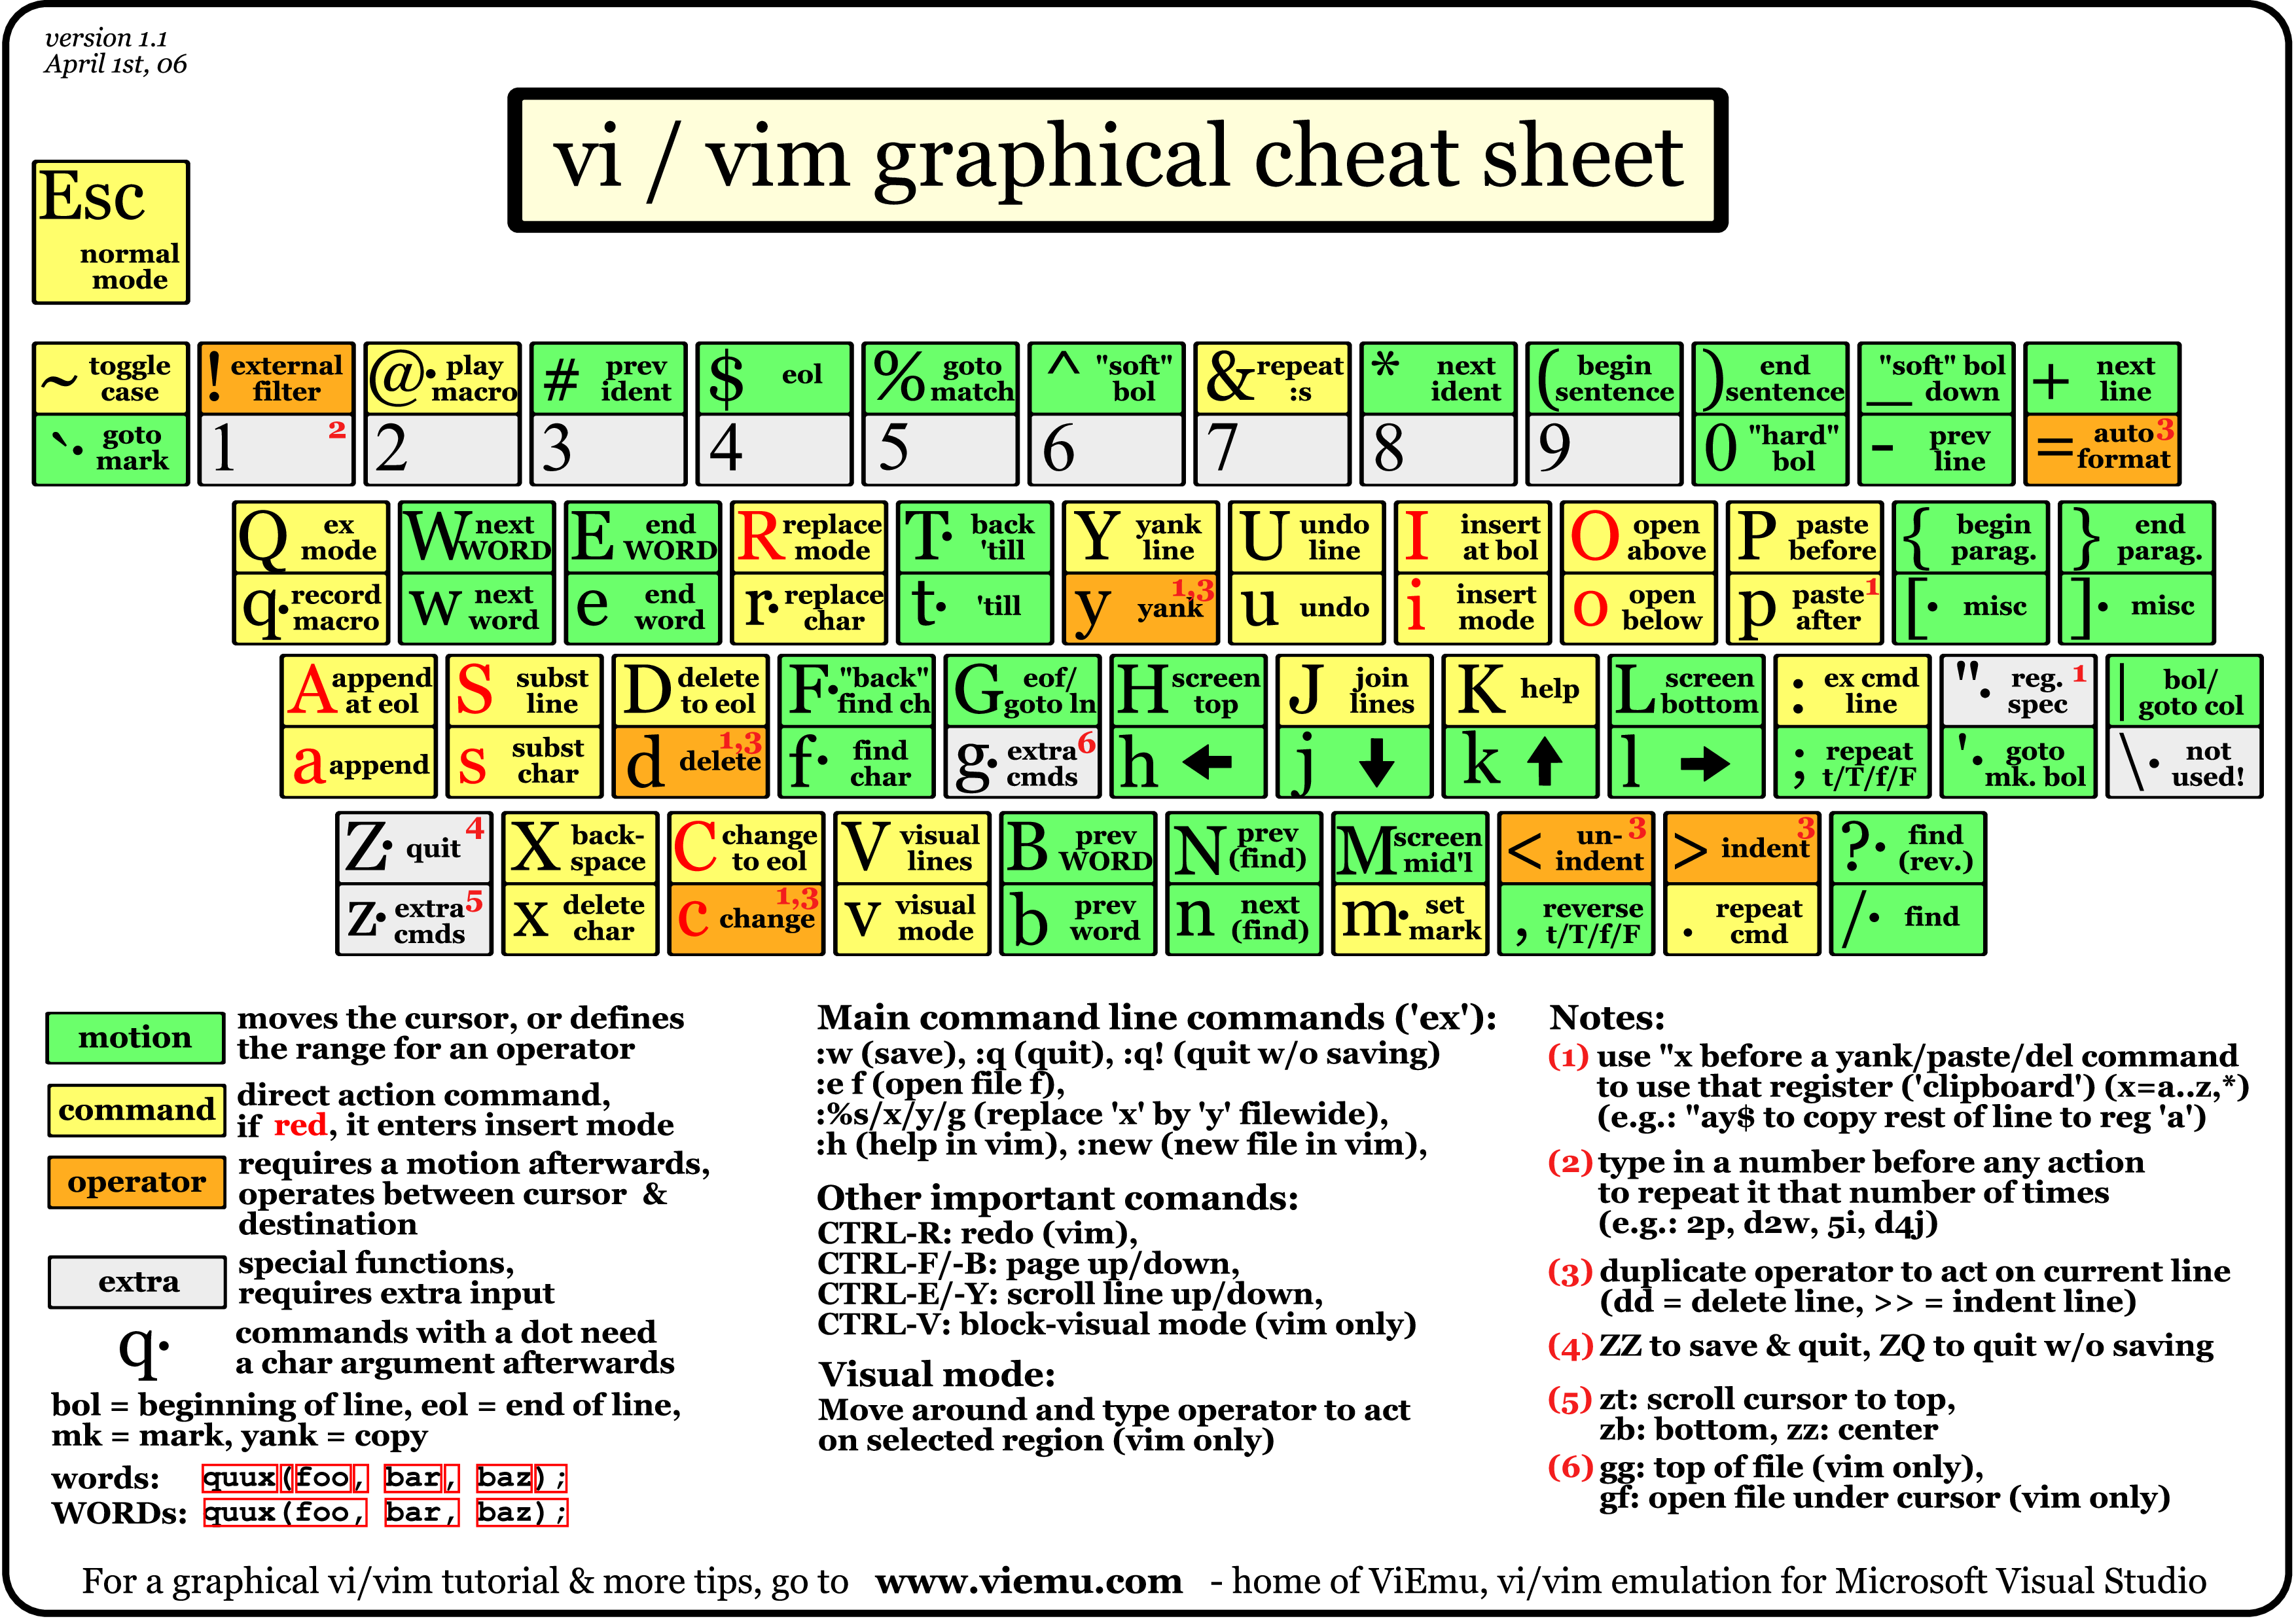 version 1.1
April 1st, 06
vi / vim graphical cheat sheet
Esc
normal
mode
~ toggle
case
` · goto
mark
! external
filter
1 2
@· play
macro
2
# prev
ident
3
$ eol
4
% goto
match
5
^ "soft"
bol
6
& repeat
:s
7
* next
ident
8
( begin
sentence
9
) end
sentence
0 "hard"
bol
_ "soft" bol
down
- prev
line
+ next
line
= auto 3
format
Q ex
mode
q· record
macro
W next
WORD
w next
word
E end
WORD
e end
word
R replace
mode
r· replace
char
T· back
'till
t· 'till
Y yank
line
y yank 1,3
U undo
line
u undo
I insert
at bol
i insert
mode
O open
above
o open
below
P paste
before
p paste 1
after
{ begin
parag.
[· misc
} end
parag.
]· misc
A append
at eol
a append
S subst
line
s subst
char
D delete
to eol
d delete 1,3
F· "back"
find ch
f· find
char
G eof/
goto ln
g· extra 6
cmds
H screen
top
h
J join
lines
j
K help
k
L screen
bottom
l
: ex cmd
line
; repeat
t/T/f/F
"· reg. 1
spec
'· goto
mk. bol
| bol/
goto col
\· not
used!
Z· quit 4
z· extra 5
cmds
X back-
space
x delete
char
C change
to eol
c change 1,3
V visual
lines
v visual
mode
B prev
WORD
b prev
word
N prev
(find)
n next
(find)
M screen
mid'l
m· set
mark
< un- 3
indent
, reverse
t/T/f/F
> indent 3
. repeat
cmd
?· find
(rev.)
/· find
motion
moves the cursor, or defines
the range for an operator
command
direct action command,
if red, it enters insert mode
operator
requires a motion afterwards,
operates between cursor &
destination
extra
special functions,
requires extra input
q·
commands with a dot need
a char argument afterwards
bol = beginning of line, eol = end of line,
mk = mark, yank = copy
words: quux(foo, bar, baz);
WORDs: quux(foo, bar, baz);
Main command line commands ('ex'):
:w (save), :q (quit), :q! (quit w/o saving)
:e f (open file f),
:%s/x/y/g (replace 'x' by 'y' filewide),
:h (help in vim), :new (new file in vim),
Other important comands:
CTRL-R: redo (vim),
CTRL-F/-B: page up/down,
CTRL-E/-Y: scroll line up/down,
CTRL-V: block-visual mode (vim only)
Visual mode:
Move around and type operator to act
on selected region (vim only)
Notes:
(1) use "x before a yank/paste/del command
to use that register ('clipboard') (x=a..z,*)
(e.g.: "ay$ to copy rest of line to reg 'a')
(2) type in a number before any action
to repeat it that number of times
(e.g.: 2p, d2w, 5i, d4j)
(3) duplicate operator to act on current line
(dd = delete line, >> = indent line)
(4) ZZ to save & quit, ZQ to quit w/o saving
(5) zt: scroll cursor to top,
zb: bottom, zz: center
(6) gg: top of file (vim only),
gf: open file under cursor (vim only)
For a graphical vi/vim tutorial & more tips, go to www.viemu.com - home of ViEmu, vi/vim emulation for Microsoft Visual Studio